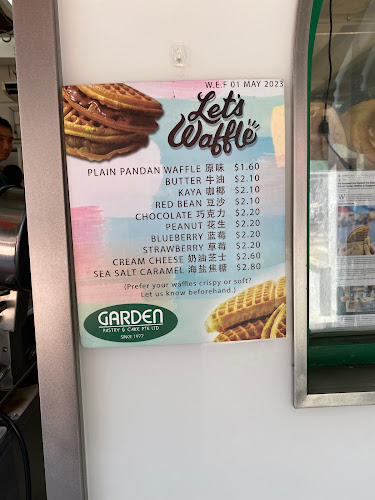 W.E.F 01 MAY 2023
Let's
Waffle
PLAIN PANDAN WAFFLE 原味 $1.60
BUTTER 牛油 $2.10
KAYA 咖椰 $2.10
RED BEAN 豆沙 $2.10
CHOCOLATE 巧克力 $2.20
PEANUT 花生 $2.20
BLUEBERRY 蓝莓 $2.20
STRAWBERRY 草莓 $2.20
CREAM CHEESE 奶油芝士 $2.60
SEA SALT CARAMEL 海盐焦糖 $2.80
(Prefer your waffles crispy or soft?
Let us know beforehand.)
GARDEN
PASTRY & CAKE PTE LTD
SINCE 1977